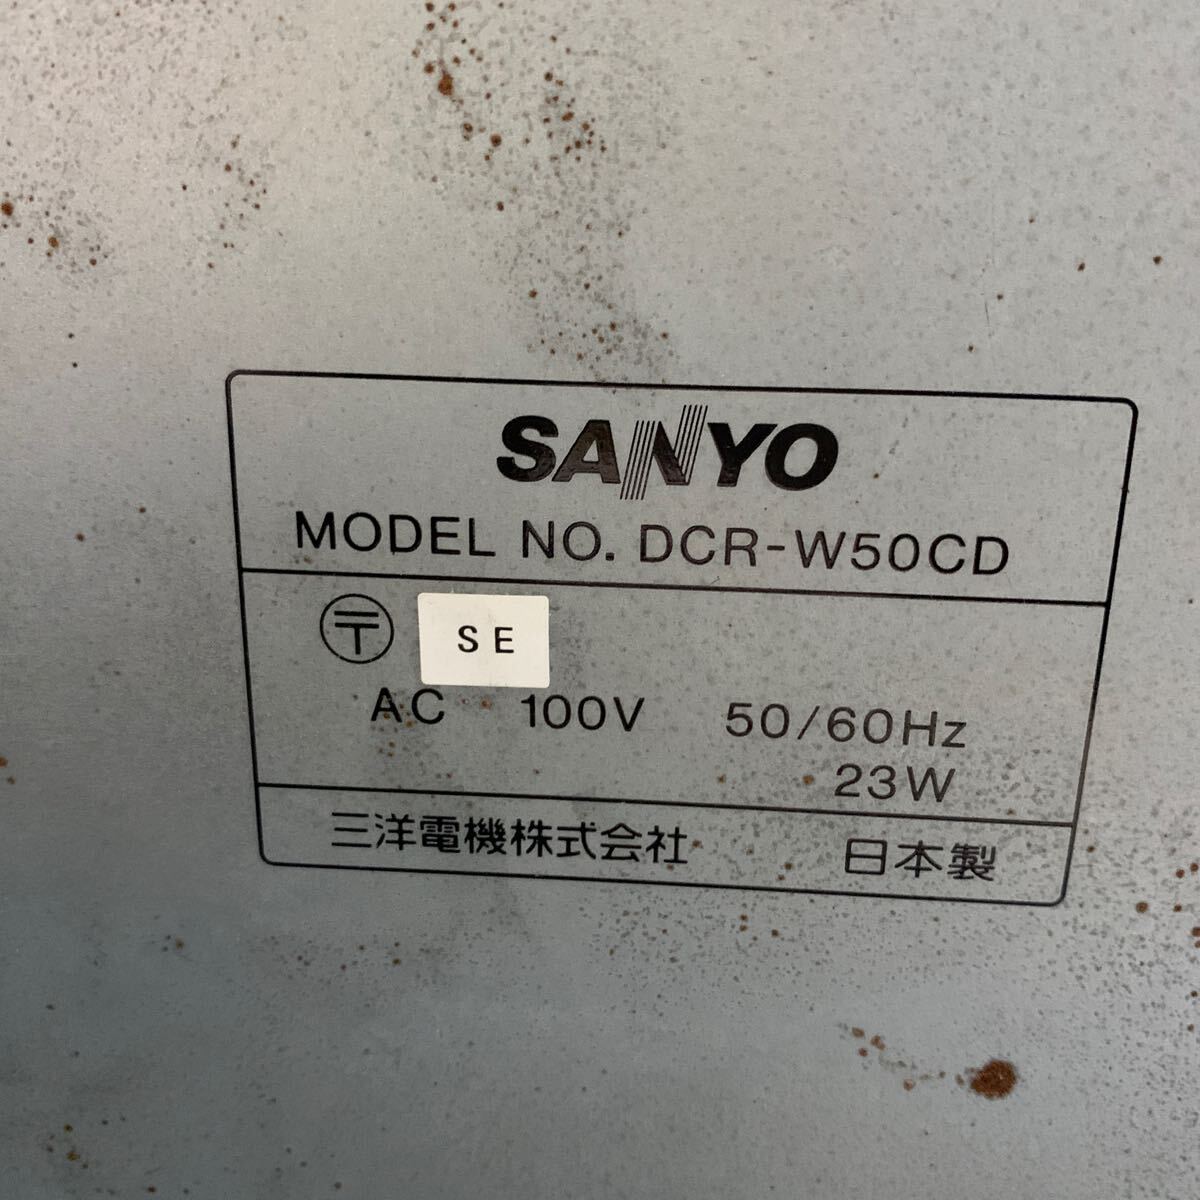 SANYO
MODEL NO. DCR-W50CD
〒 SE
AC 100V 50/60Hz
23W
三洋電機株式会社 日本製